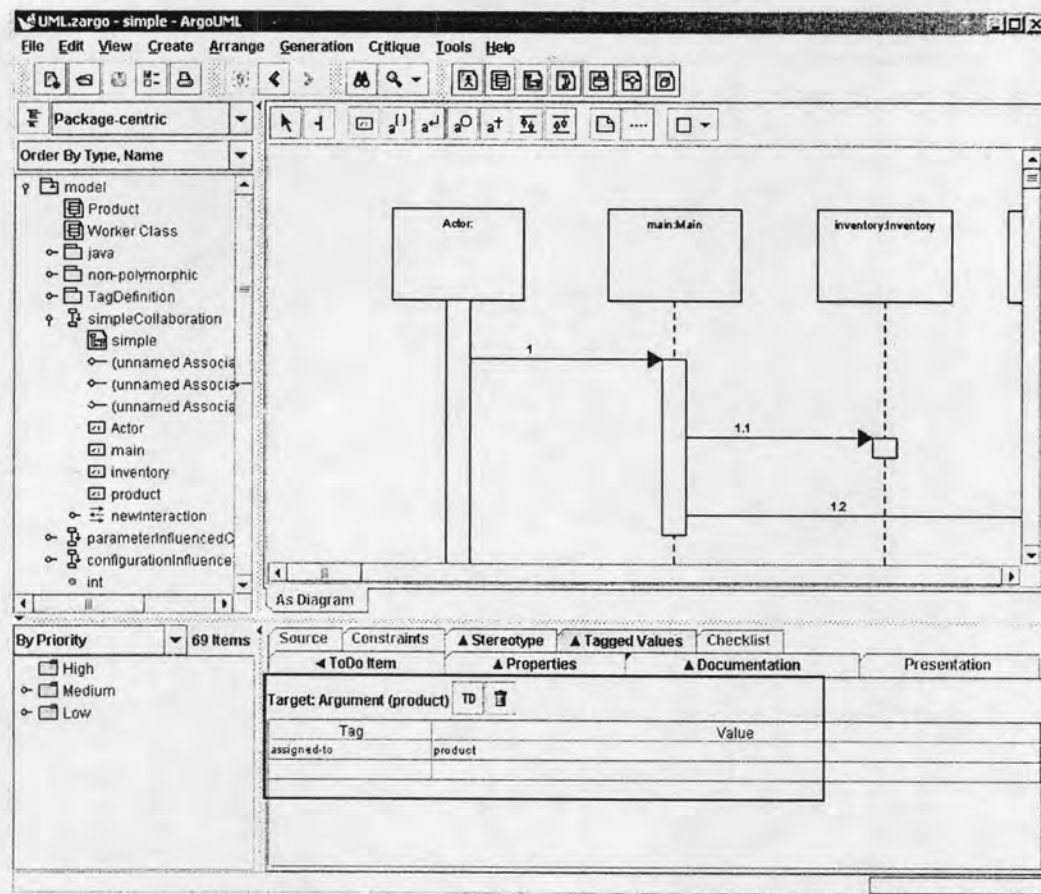 UML.zargo - simple - ArgoUML
File Edit View Create Arrange Generation Critique Tools Help
Package-centric
Order By Type, Name
model
Product
Worker Class
java
non-polymorphic
TagDefinition
simpleCollaboration
simple
(unnamed Associa
(unnamed Associa
(unnamed Associa
Actor
main
inventory
product
newInteraction
parameterInfluencedC
configurationInfluence
int
Actor:
main:Main
inventory:Inventory
1
1.1
1.2
As Diagram
By Priority 69 Items
High
Medium
Low
Source Constraints ▲ Stereotype ▲ Tagged Values Checklist
◄ ToDo Item ▲ Properties ▲ Documentation Presentation
Target: Argument (product) TD
Tag Value
assigned-to product